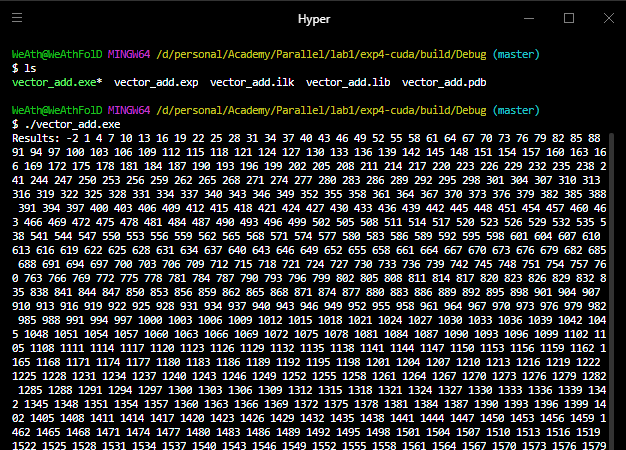 Hyper
WeAth@WeAthFolD MINGW64 /d/personal/Academy/Parallel/lab1/exp4-cuda/build/Debug (master)
$ ls
vector_add.exe* vector_add.exp vector_add.ilk vector_add.lib vector_add.pdb
WeAth@WeAthFolD MINGW64 /d/personal/Academy/Parallel/lab1/exp4-cuda/build/Debug (master)
$ ./vector_add.exe
Results: -2 1 4 7 10 13 16 19 22 25 28 31 34 37 40 43 46 49 52 55 58 61 64 67 70 73 76 79 82 85 88
91 94 97 100 103 106 109 112 115 118 121 124 127 130 133 136 139 142 145 148 151 154 157 160 163 16
6 169 172 175 178 181 184 187 190 193 196 199 202 205 208 211 214 217 220 223 226 229 232 235 238 2
41 244 247 250 253 256 259 262 265 268 271 274 277 280 283 286 289 292 295 298 301 304 307 310 313
316 319 322 325 328 331 334 337 340 343 346 349 352 355 358 361 364 367 370 373 376 379 382 385 388
391 394 397 400 403 406 409 412 415 418 421 424 427 430 433 436 439 442 445 448 451 454 457 460 46
3 466 469 472 475 478 481 484 487 490 493 496 499 502 505 508 511 514 517 520 523 526 529 532 535 5
38 541 544 547 550 553 556 559 562 565 568 571 574 577 580 583 586 589 592 595 598 601 604 607 610
613 616 619 622 625 628 631 634 637 640 643 646 649 652 655 658 661 664 667 670 673 676 679 682 685
688 691 694 697 700 703 706 709 712 715 718 721 724 727 730 733 736 739 742 745 748 751 754 757 76
0 763 766 769 772 775 778 781 784 787 790 793 796 799 802 805 808 811 814 817 820 823 826 829 832 8
35 838 841 844 847 850 853 856 859 862 865 868 871 874 877 880 883 886 889 892 895 898 901 904 907
910 913 916 919 922 925 928 931 934 937 940 943 946 949 952 955 958 961 964 967 970 973 976 979 982
985 988 991 994 997 1000 1003 1006 1009 1012 1015 1018 1021 1024 1027 1030 1033 1036 1039 1042 104
5 1048 1051 1054 1057 1060 1063 1066 1069 1072 1075 1078 1081 1084 1087 1090 1093 1096 1099 1102 11
05 1108 1111 1114 1117 1120 1123 1126 1129 1132 1135 1138 1141 1144 1147 1150 1153 1156 1159 1162 1
165 1168 1171 1174 1177 1180 1183 1186 1189 1192 1195 1198 1201 1204 1207 1210 1213 1216 1219 1222
1225 1228 1231 1234 1237 1240 1243 1246 1249 1252 1255 1258 1261 1264 1267 1270 1273 1276 1279 1282
1285 1288 1291 1294 1297 1300 1303 1306 1309 1312 1315 1318 1321 1324 1327 1330 1333 1336 1339 134
2 1345 1348 1351 1354 1357 1360 1363 1366 1369 1372 1375 1378 1381 1384 1387 1390 1393 1396 1399 14
02 1405 1408 1411 1414 1417 1420 1423 1426 1429 1432 1435 1438 1441 1444 1447 1450 1453 1456 1459 1
462 1465 1468 1471 1474 1477 1480 1483 1486 1489 1492 1495 1498 1501 1504 1507 1510 1513 1516 1519
1522 1525 1528 1531 1534 1537 1540 1543 1546 1549 1552 1555 1558 1561 1564 1567 1570 1573 1576 1579